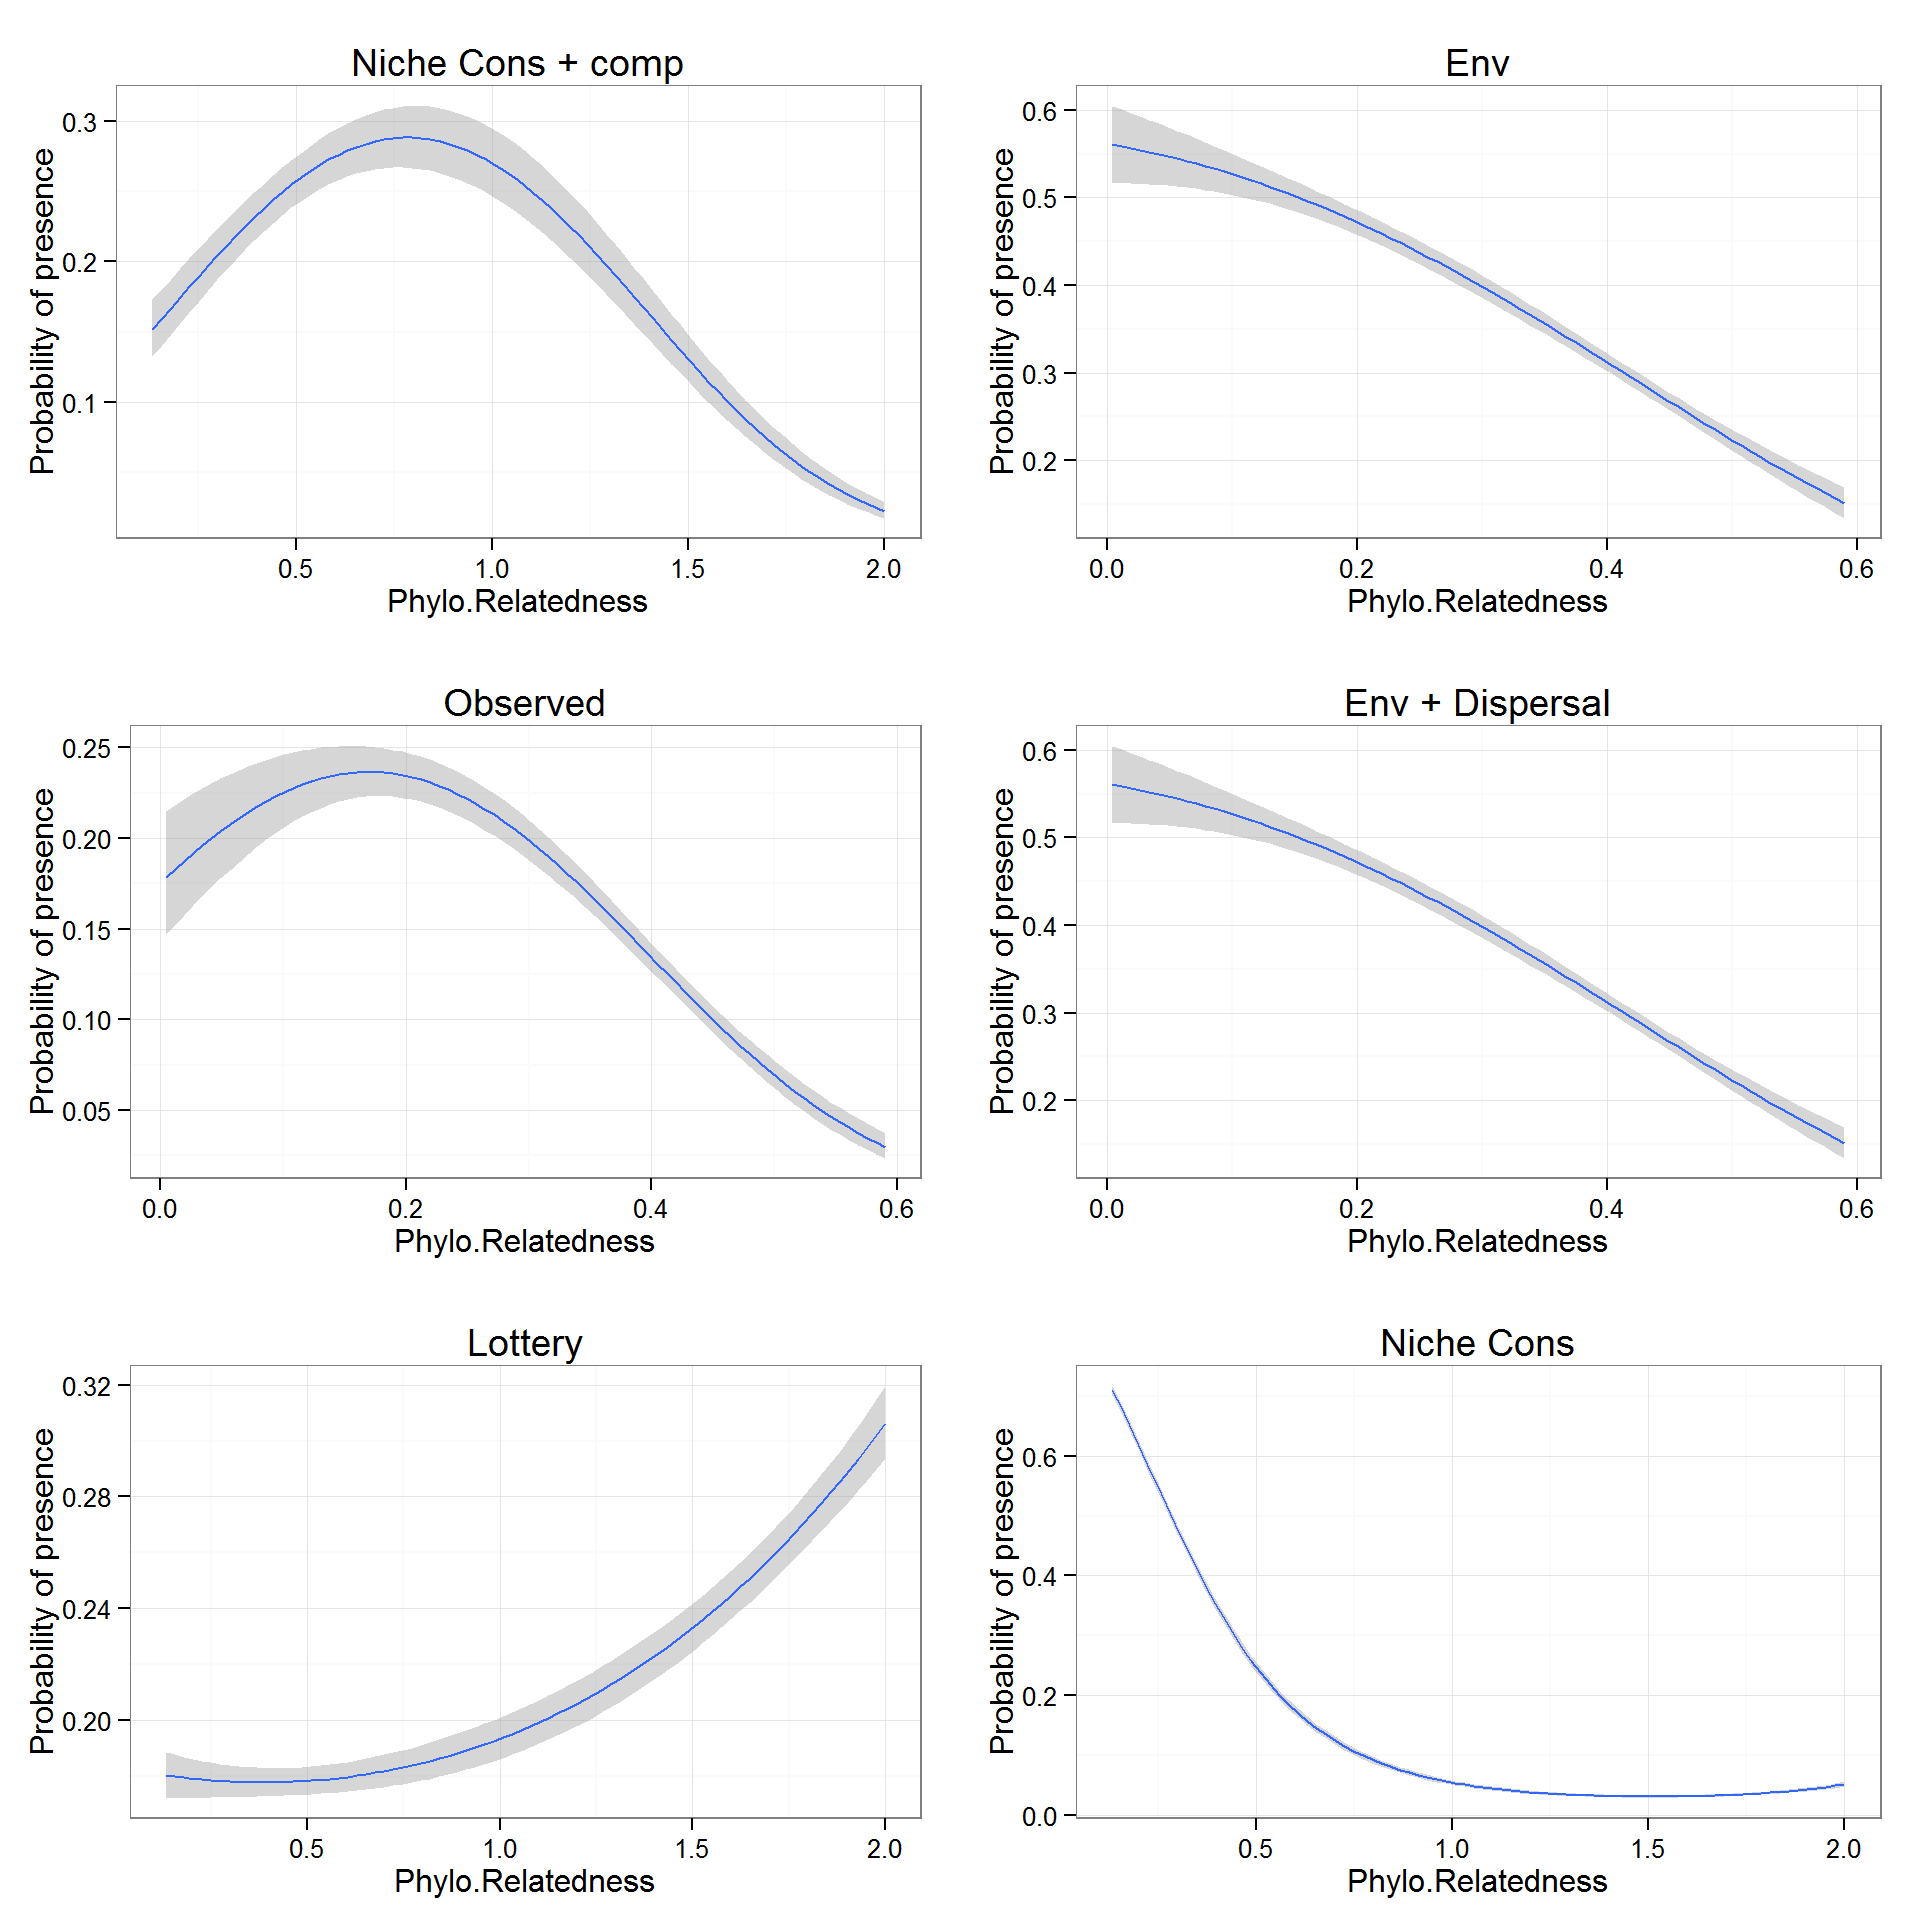 Niche Cons + comp
Probability of presence
0.3
0.2
0.1
0.5 1.0 1.5 2.0
Phylo.Relatedness
Env
Probability of presence
0.6
0.5
0.4
0.3
0.2
0.0 0.2 0.4 0.6
Phylo.Relatedness
Observed
Probability of presence
0.25
0.20
0.15
0.10
0.05
0.0 0.2 0.4 0.6
Phylo.Relatedness
Env + Dispersal
Probability of presence
0.6
0.5
0.4
0.3
0.2
0.0 0.2 0.4 0.6
Phylo.Relatedness
Lottery
Probability of presence
0.32
0.28
0.24
0.20
0.5 1.0 1.5 2.0
Phylo.Relatedness
Niche Cons
Probability of presence
0.6
0.4
0.2
0.0
0.5 1.0 1.5 2.0
Phylo.Relatedness